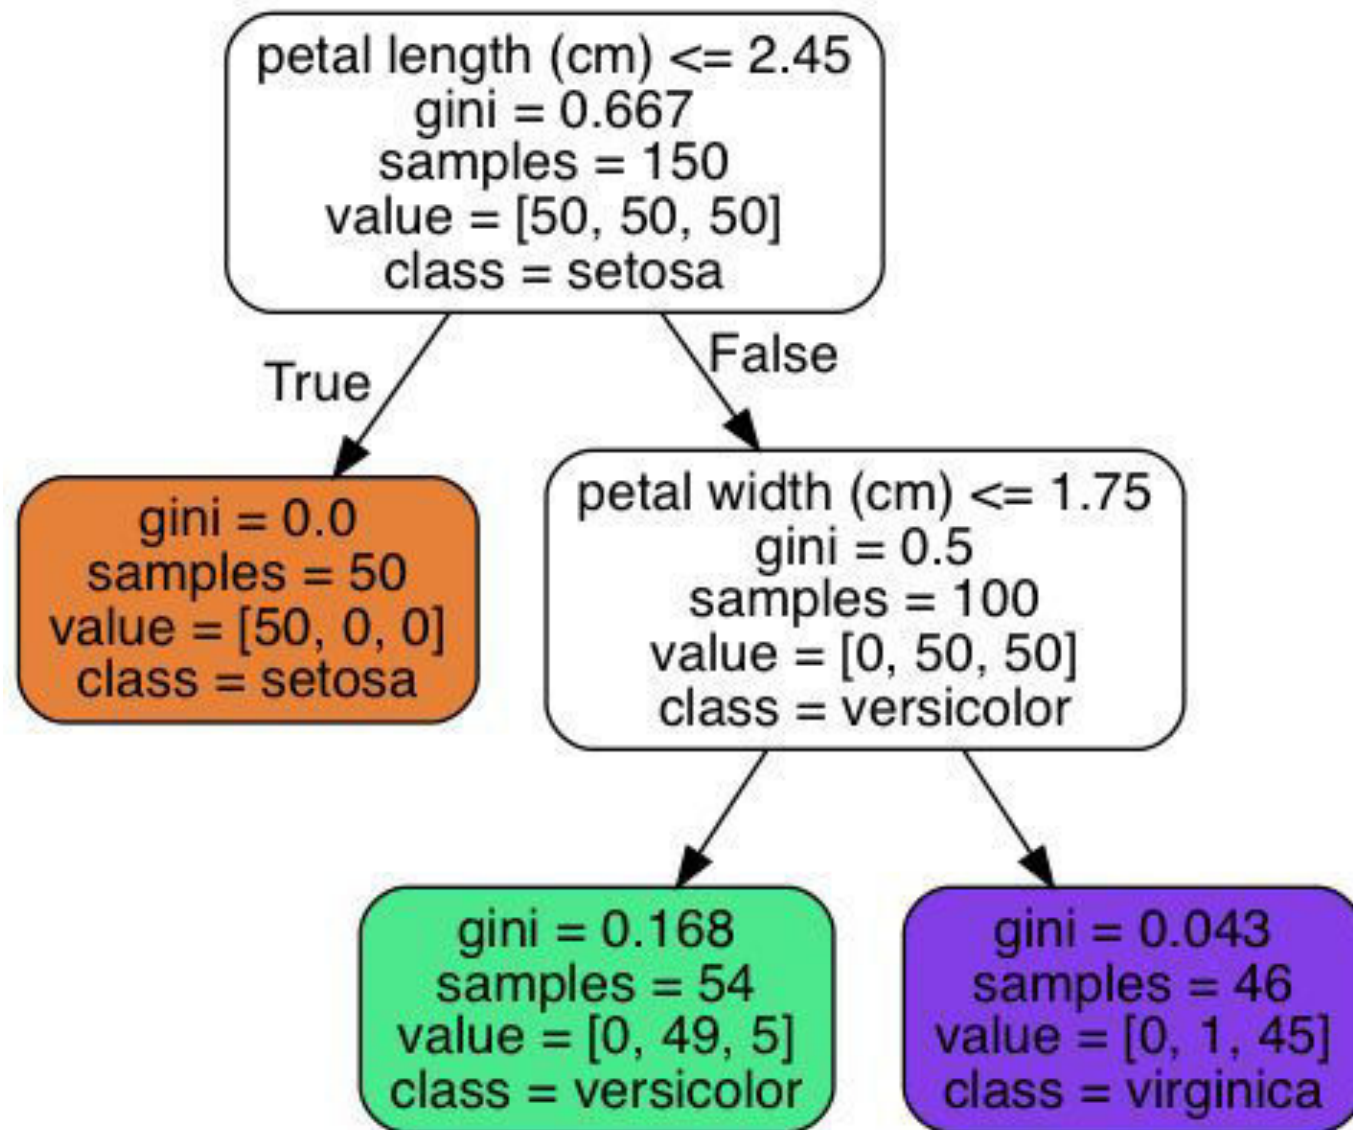 petal length (cm) <= 2.45
gini = 0.667
samples = 150
value = [50, 50, 50]
class = setosa
True
False
gini = 0.0
samples = 50
value = [50, 0, 0]
class = setosa
petal width (cm) <= 1.75
gini = 0.5
samples = 100
value = [0, 50, 50]
class = versicolor
gini = 0.168
samples = 54
value = [0, 49, 5]
class = versicolor
gini = 0.043
samples = 46
value = [0, 1, 45]
class = virginica